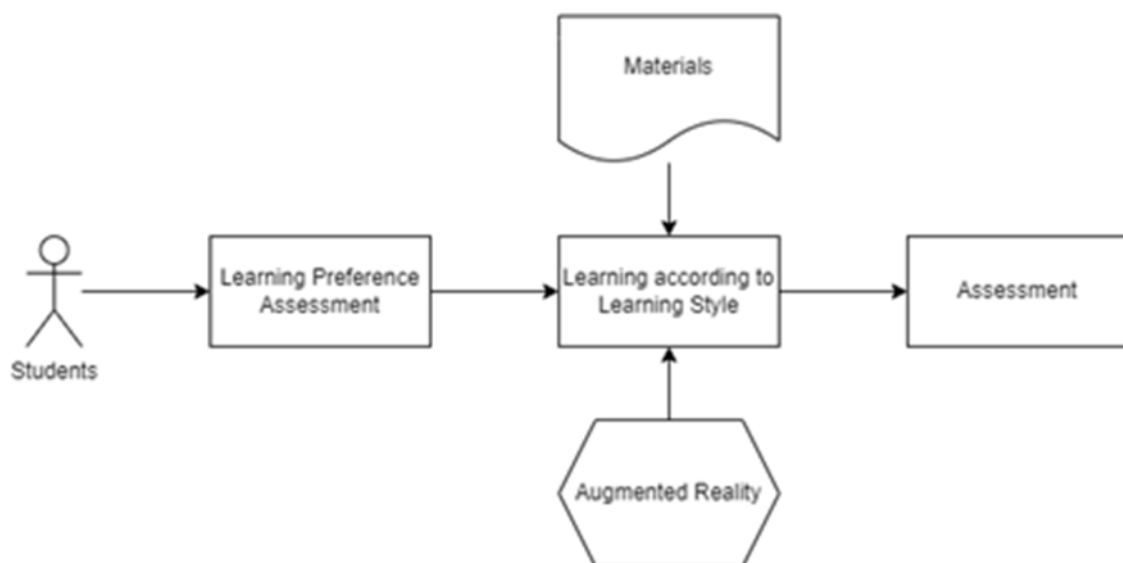 Materials
Learning Preference
Assessment
Learning according to
Learning Style
Assessment
Students
Augmented Reality